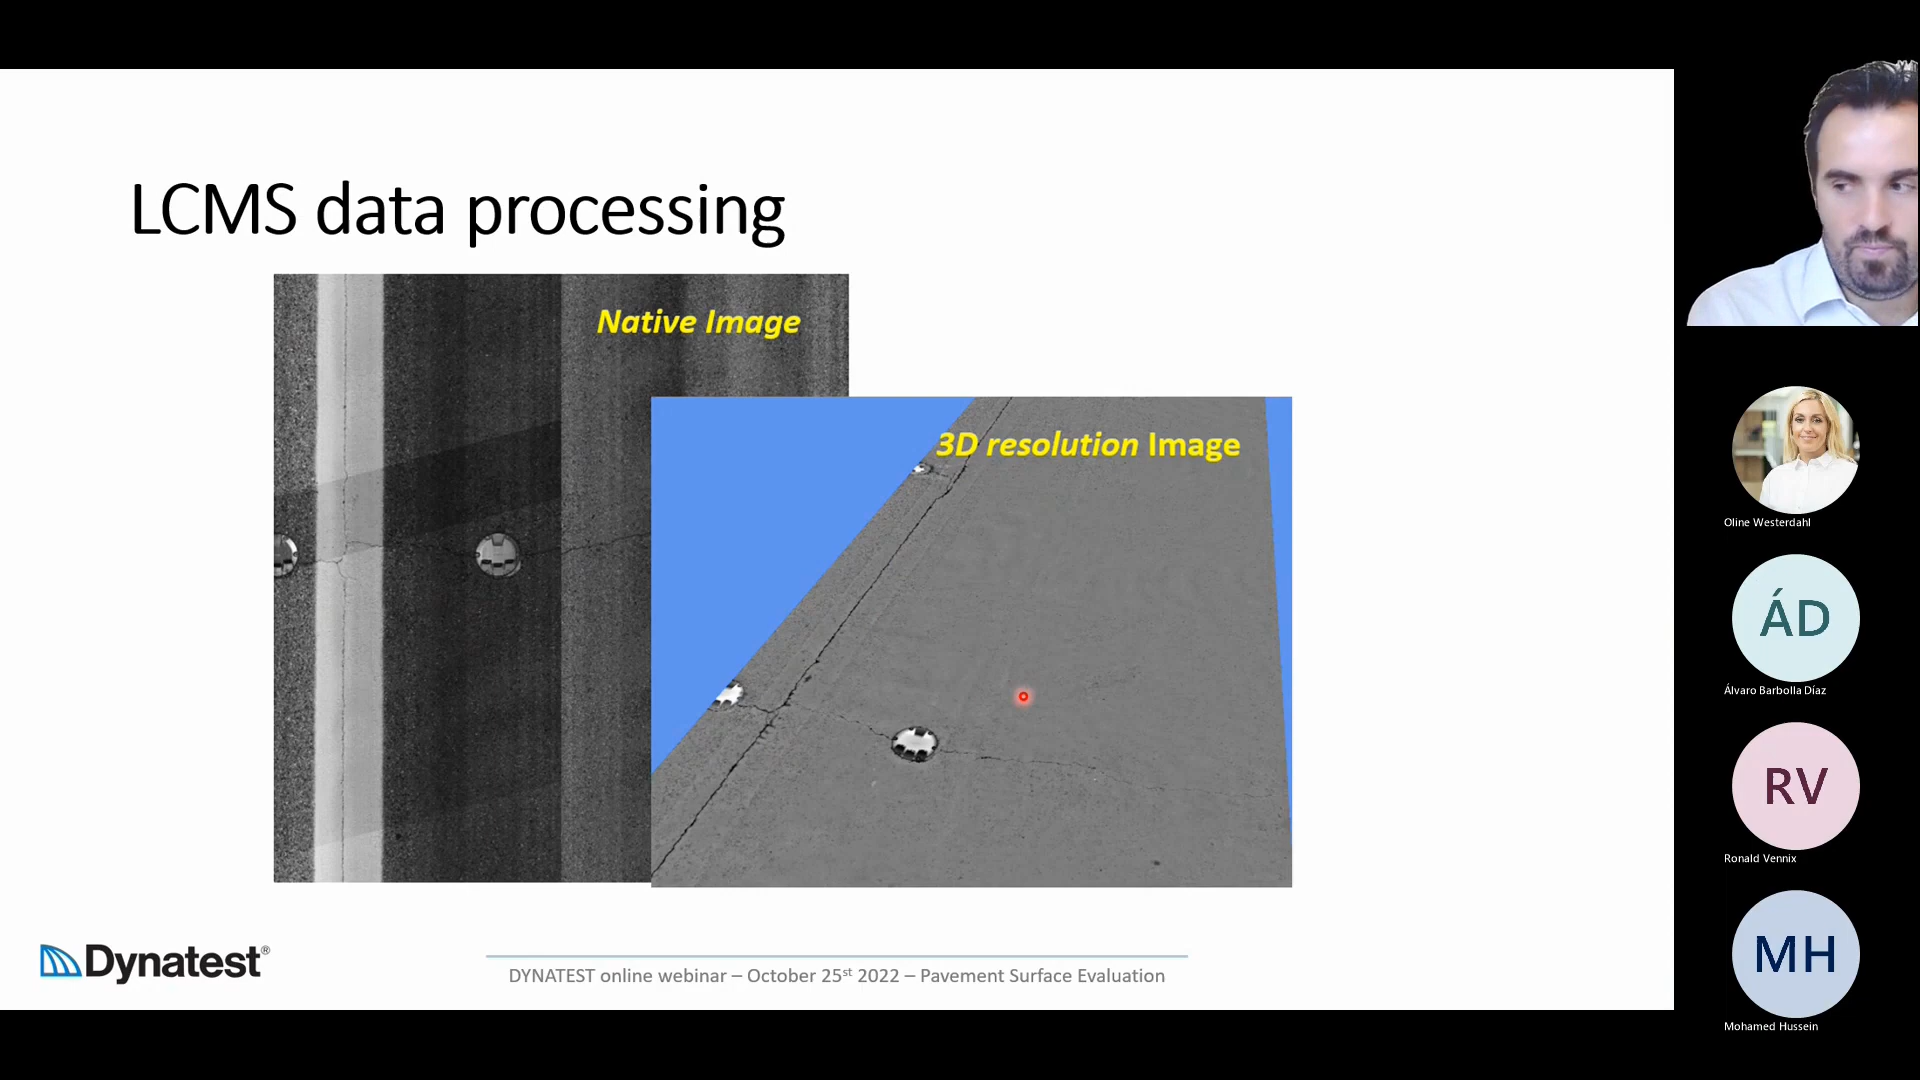 LCMS data processing
Native Image
3D resolution Image
Dynatest®
DYNATEST online webinar – October 25st 2022 – Pavement Surface Evaluation
Oline Westerdahl
ÁD
Álvaro Barbolla Díaz
RV
Ronald Vennix
MH
Mohamed Hussein